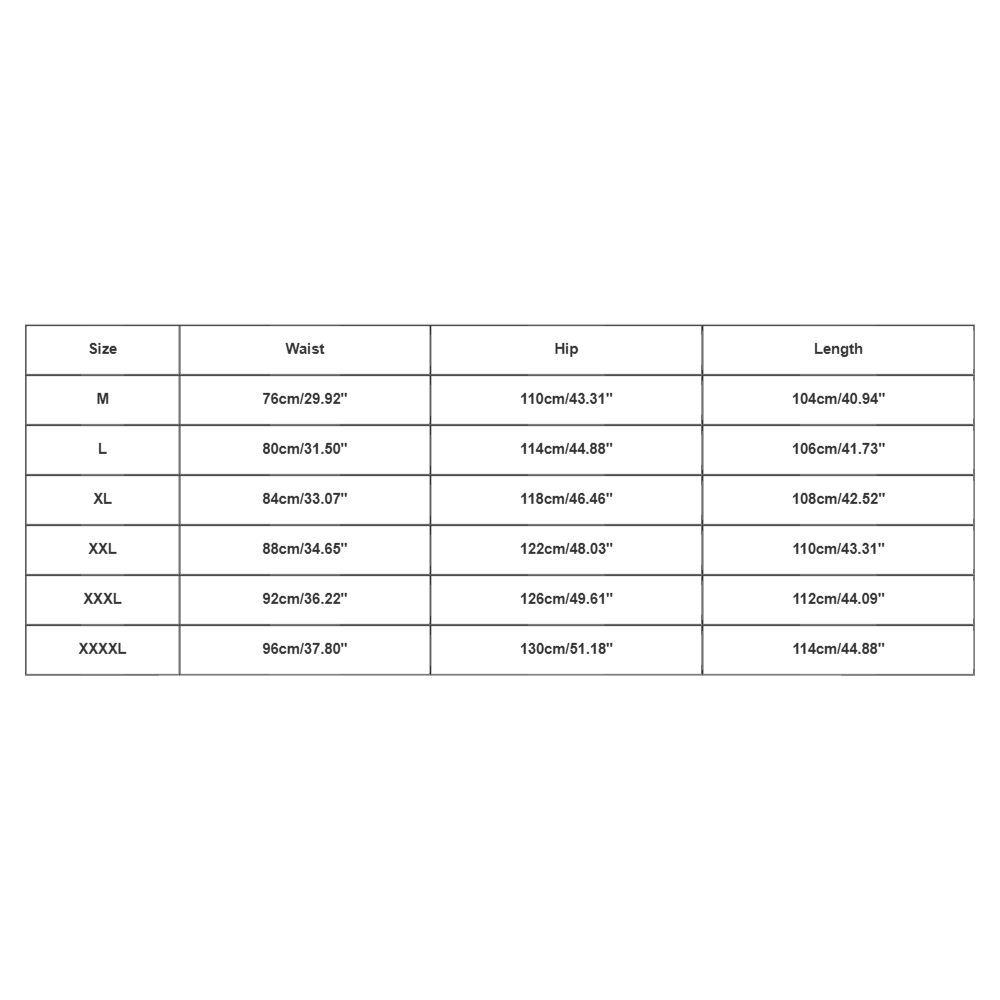 Size Waist Hip Length
M 76cm/29.92" 110cm/43.31" 104cm/40.94"
L 80cm/31.50" 114cm/44.88" 106cm/41.73"
XL 84cm/33.07" 118cm/46.46" 108cm/42.52"
XXL 88cm/34.65" 122cm/48.03" 110cm/43.31"
XXXL 92cm/36.22" 126cm/49.61" 112cm/44.09"
XXXXL 96cm/37.80" 130cm/51.18" 114cm/44.88"